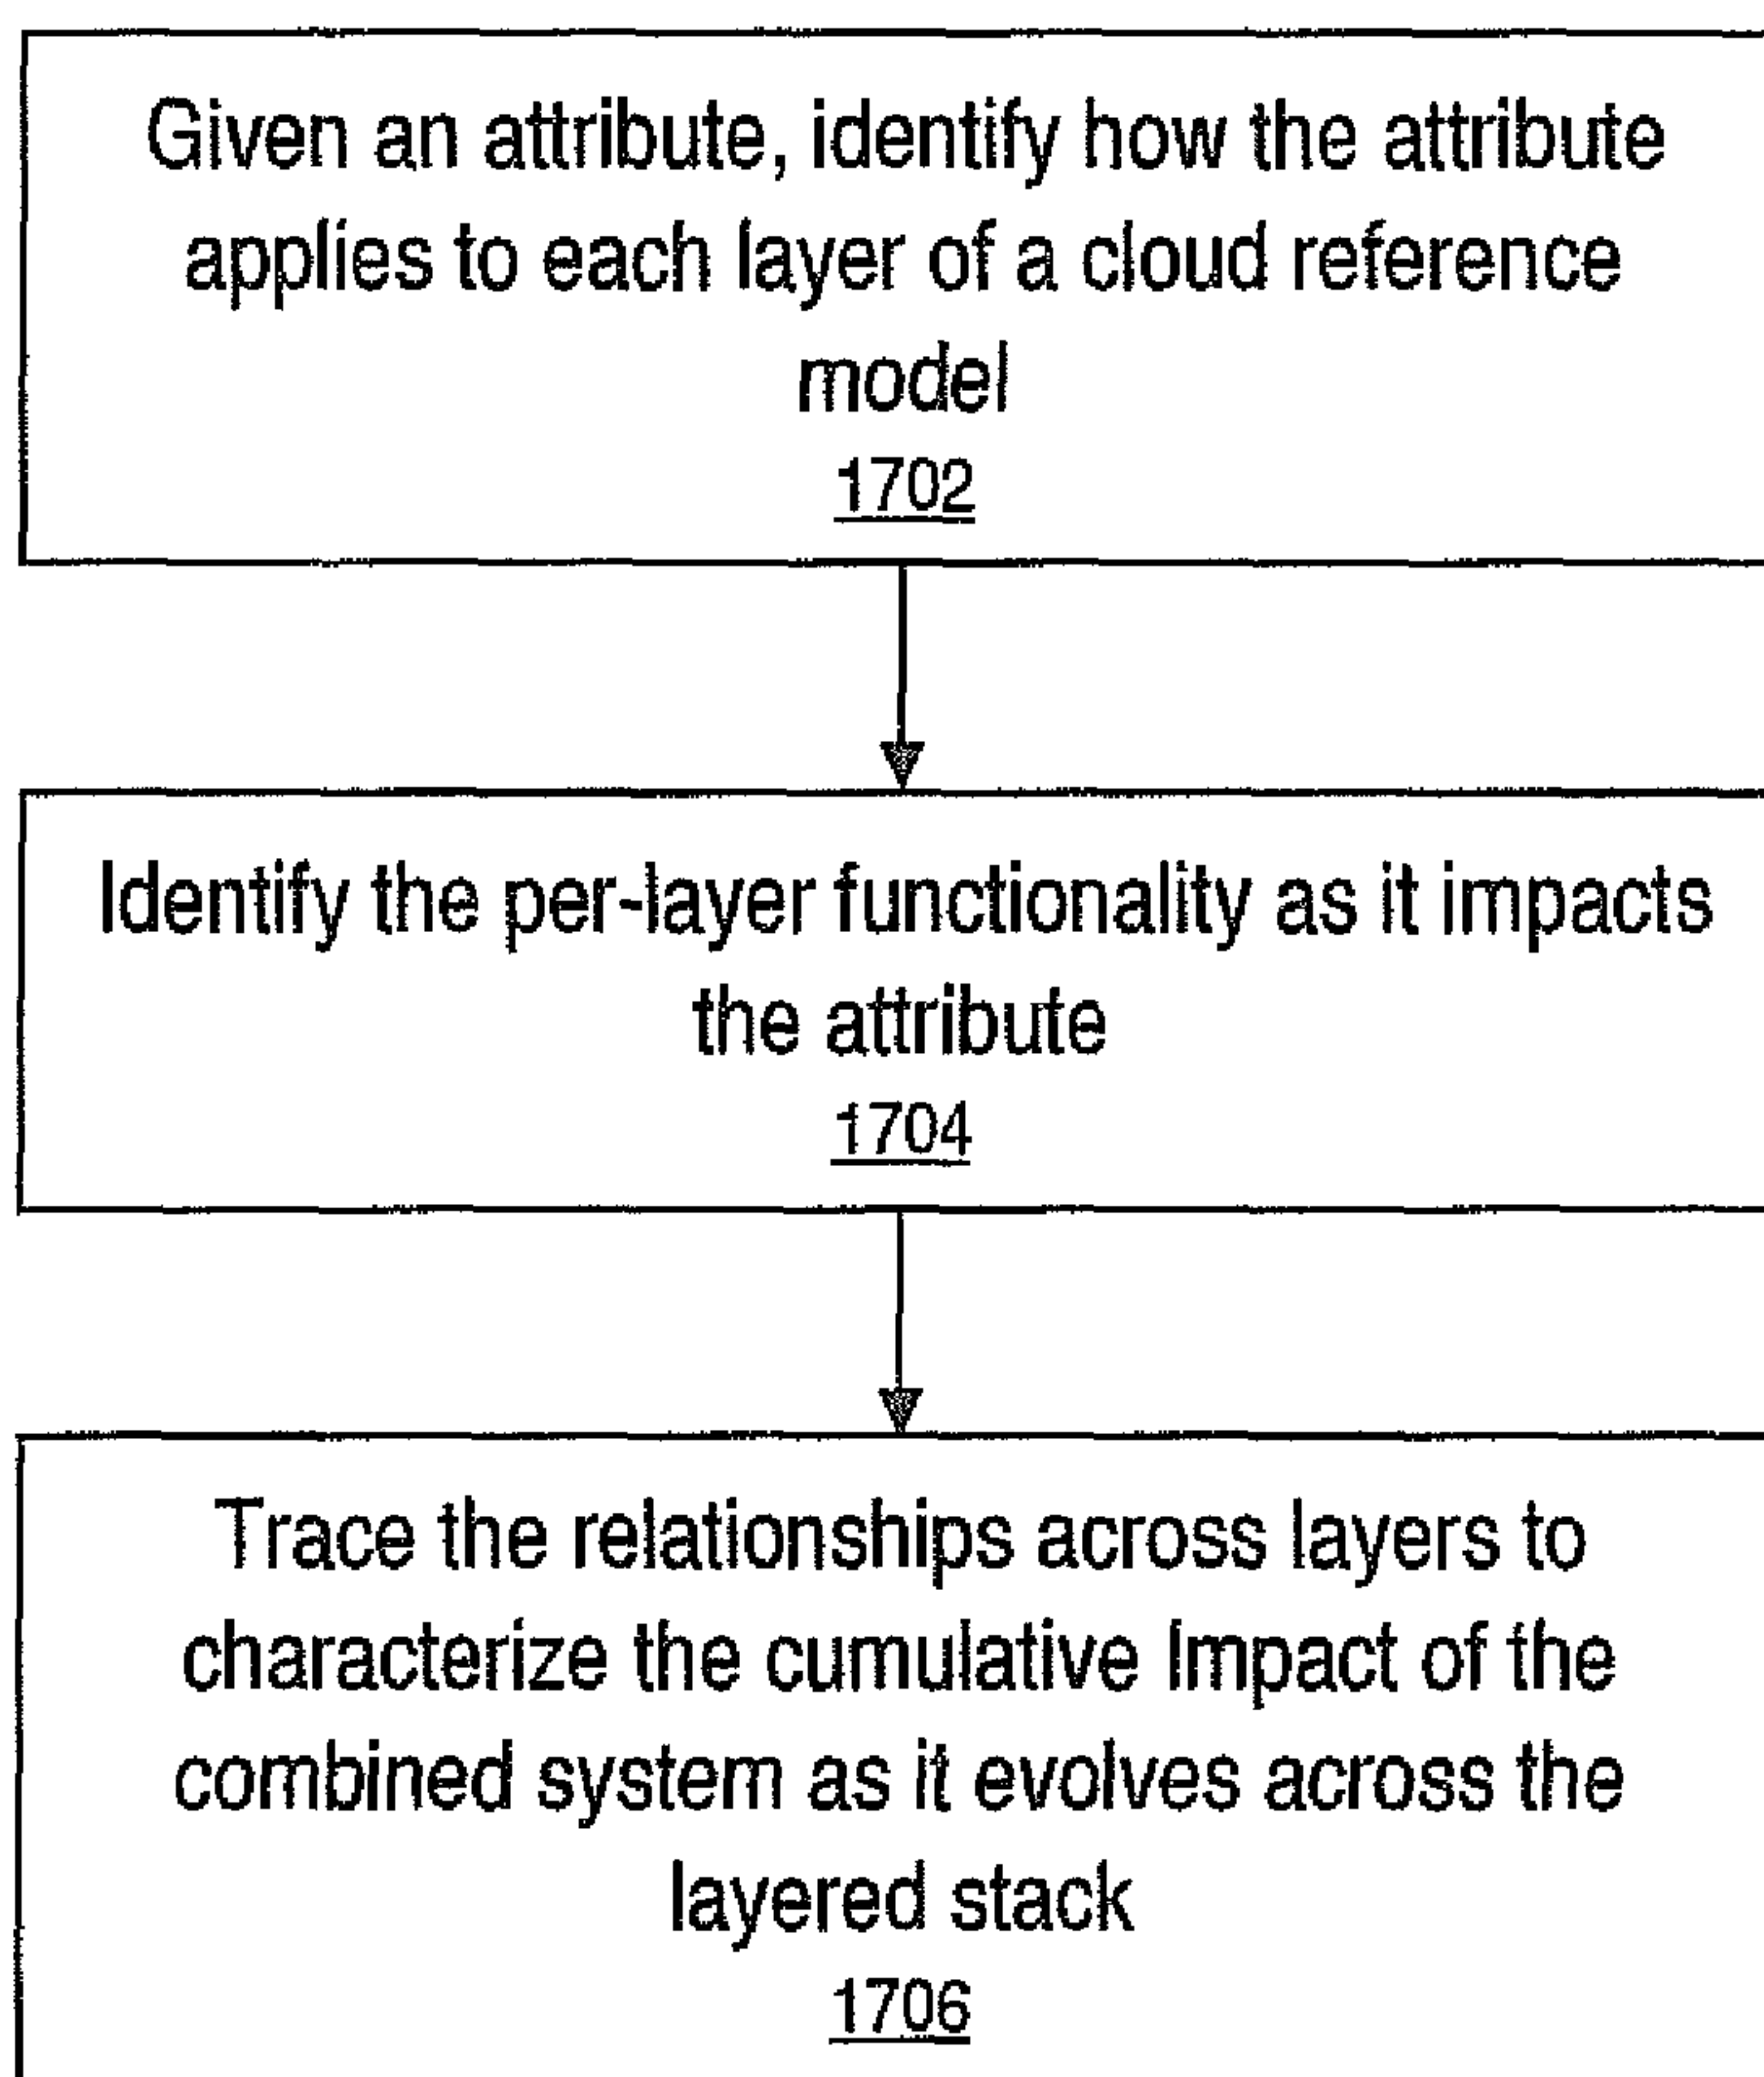 Given an attribute, identify how the attribute
applies to each layer of a cloud reference
model
1702
Identify the per-layer functionality as it impacts
the attribute
1704
Trace the relationships across layers to
characterize the cumulative Impact of the
combined system as it evolves across the
layered stack
1706